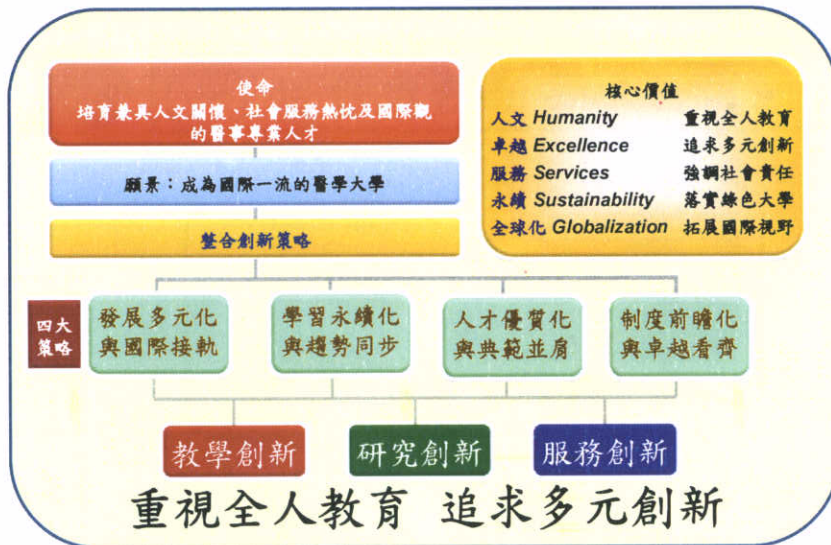 使命
培育兼具人文關懷、社會服務熱忱及國際觀
的醫事專業人才
願景：成為國際一流的醫學大學
整合創新策略
核心價值
人文 Humanity 重視全人教育
卓越 Excellence 追求多元創新
服務 Services 強調社會責任
永續 Sustainability 落實綠色大學
全球化 Globalization 拓展國際視野
四大
策略
發展多元化
與國際接軌
學習永續化
與趨勢同步
人才優質化
與典範並肩
制度前瞻化
與卓越看齊
教學創新
研究創新
服務創新
重視全人教育 追求多元創新